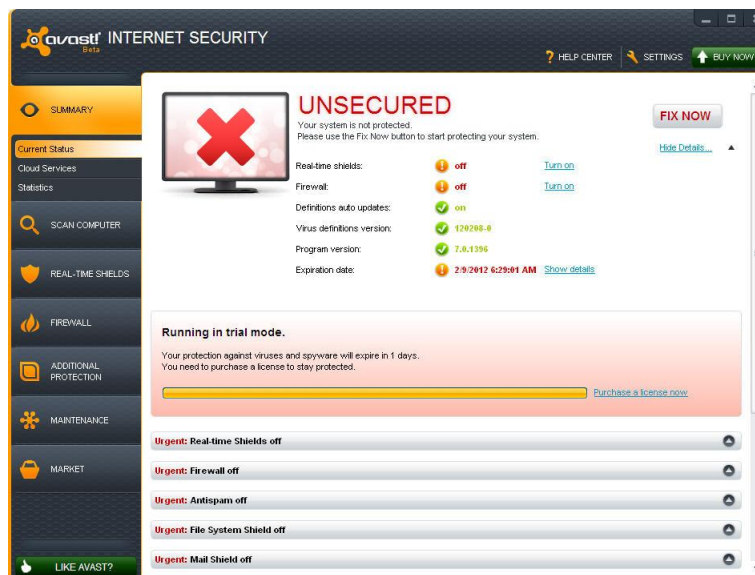 avast! INTERNET SECURITY
Beta
HELP CENTER
SETTINGS
BUY NOW
SUMMARY
Current Status
Cloud Services
Statistics
SCAN COMPUTER
REAL-TIME SHIELDS
FIREWALL
ADDITIONAL
PROTECTION
MAINTENANCE
MARKET
LIKE AVAST?
UNSECURED
Your system is not protected.
Please use the Fix Now button to start protecting your system.
FIX NOW
Hide Details...
Real-time shields: off Turn on
Firewall: off Turn on
Definitions auto updates: on
Virus definitions version: 120208-0
Program version: 7.0.1396
Expiration date: 2/9/2012 6:29:01 AM Show details
Running in trial mode.
Your protection against viruses and spyware will expire in 1 days.
You need to purchase a license to stay protected.
Purchase a license now
Urgent: Real-time Shields off
Urgent: Firewall off
Urgent: Antispam off
Urgent: File System Shield off
Urgent: Mail Shield off